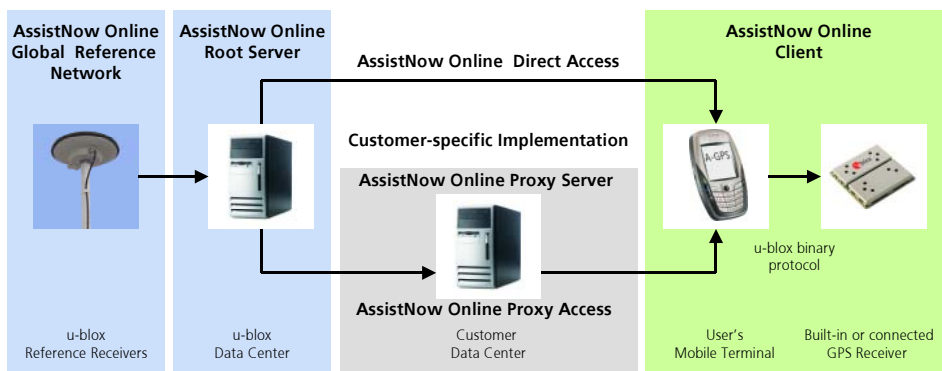 AssistNow Online
Global Reference
Network
AssistNow Online
Root Server
AssistNow Online Direct Access
AssistNow Online
Client
Customer-specific Implementation
AssistNow Online Proxy Server
A-GPS
u-blox binary
protocol
AssistNow Online Proxy Access
u-blox
Reference Receivers
u-blox
Data Center
Customer
Data Center
User's
Mobile Terminal
Built-in or connected
GPS Receiver